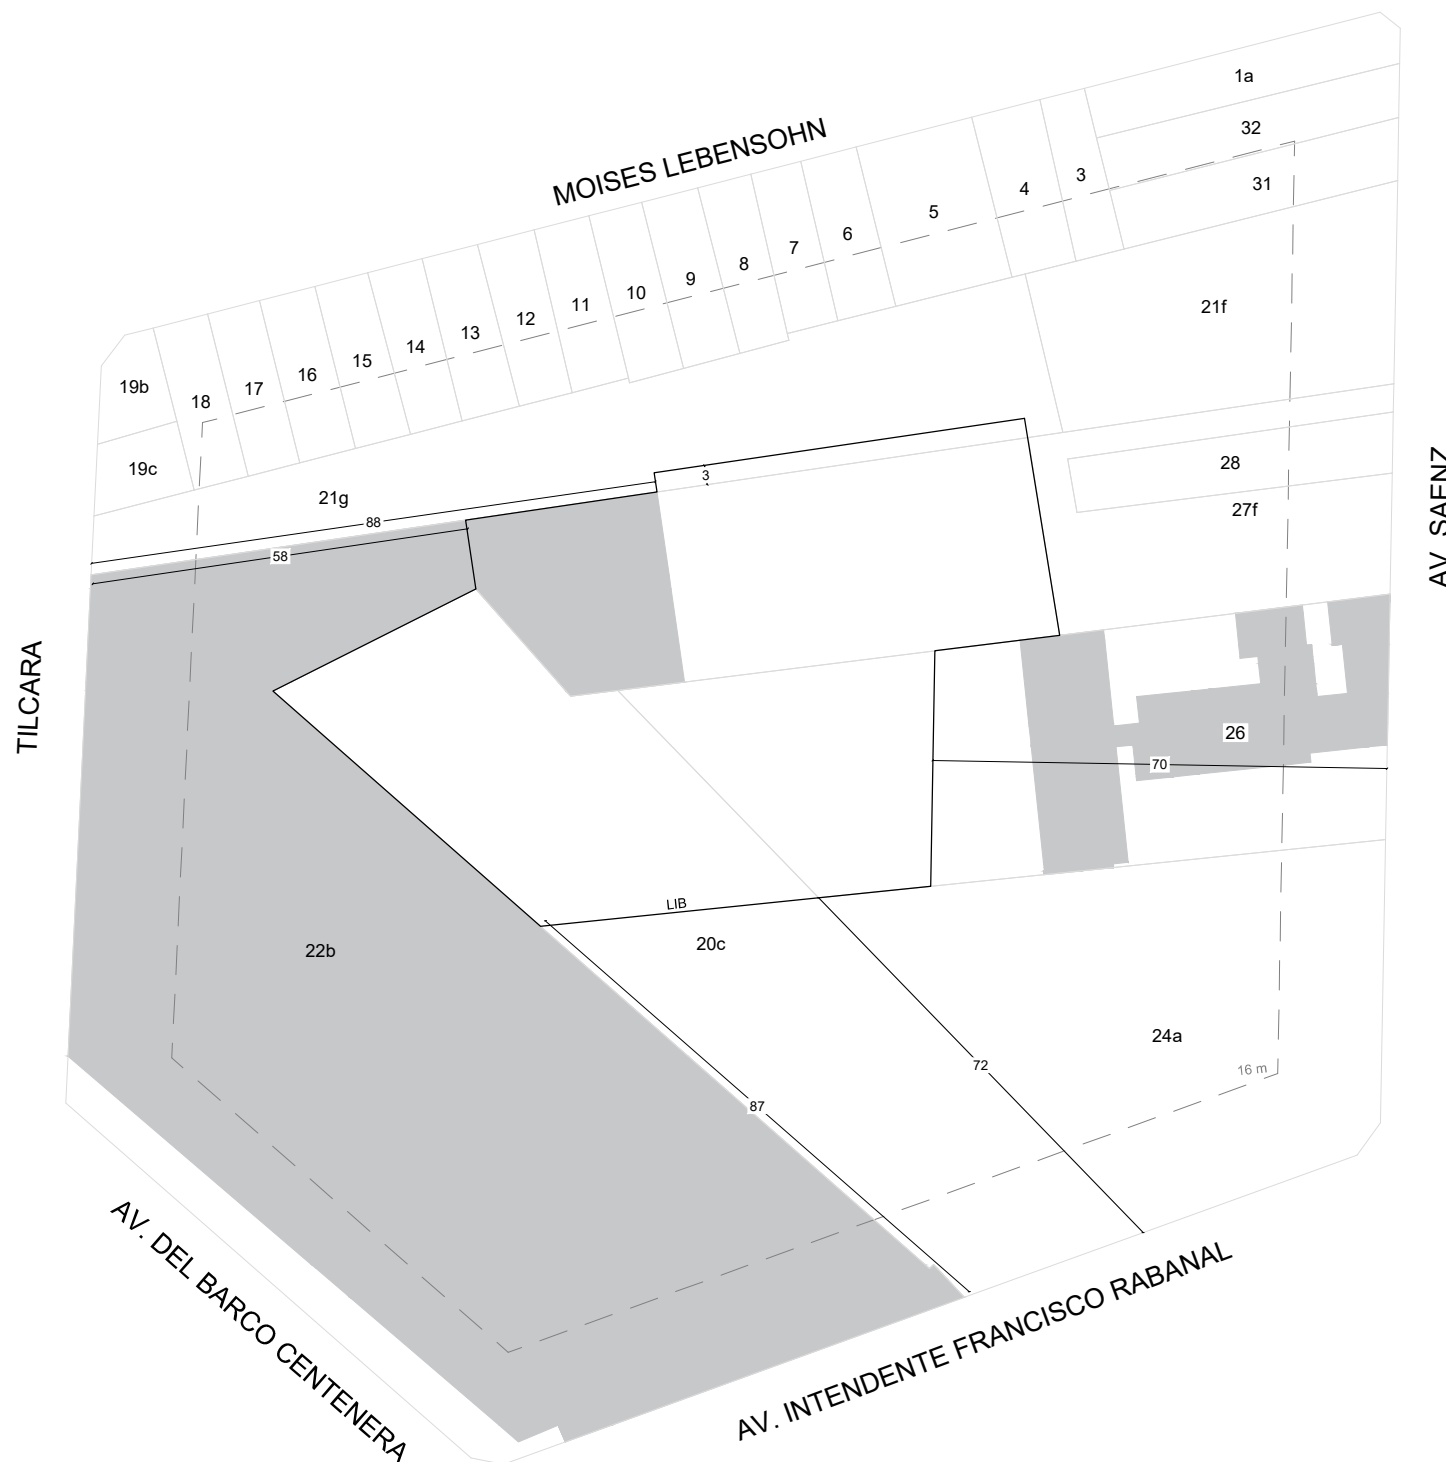 1a
32
MOISES LEBENSOHN
31
3
4
5
6
7
8
9
10
11
12
13
14
15
16
17
18
19b
19c
21f
21g
3
28
27f
88
58
AV. SAENZ
TILCARA
26
70
LIB
20c
22b
24a
72
16 m
87
AV. DEL BARCO CENTENERA
AV. INTENDENTE FRANCISCO RABANAL